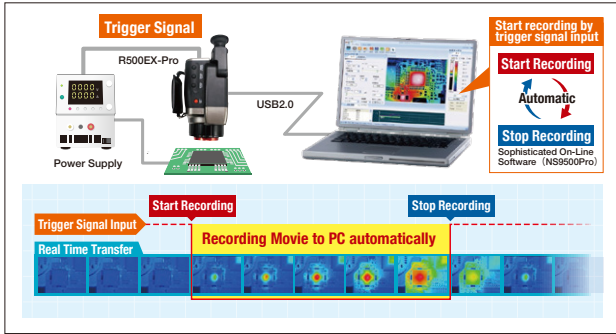 Trigger Signal
R500EX-Pro
USB2.0
Power Supply
0000
0000
Start recording by
trigger signal input
Start Recording
Automatic
Stop Recording
Sophisticated On-Line
Software（NS9500Pro）
Start Recording
Stop Recording
Trigger Signal Input
Recording Movie to PC automatically
Real Time Transfer